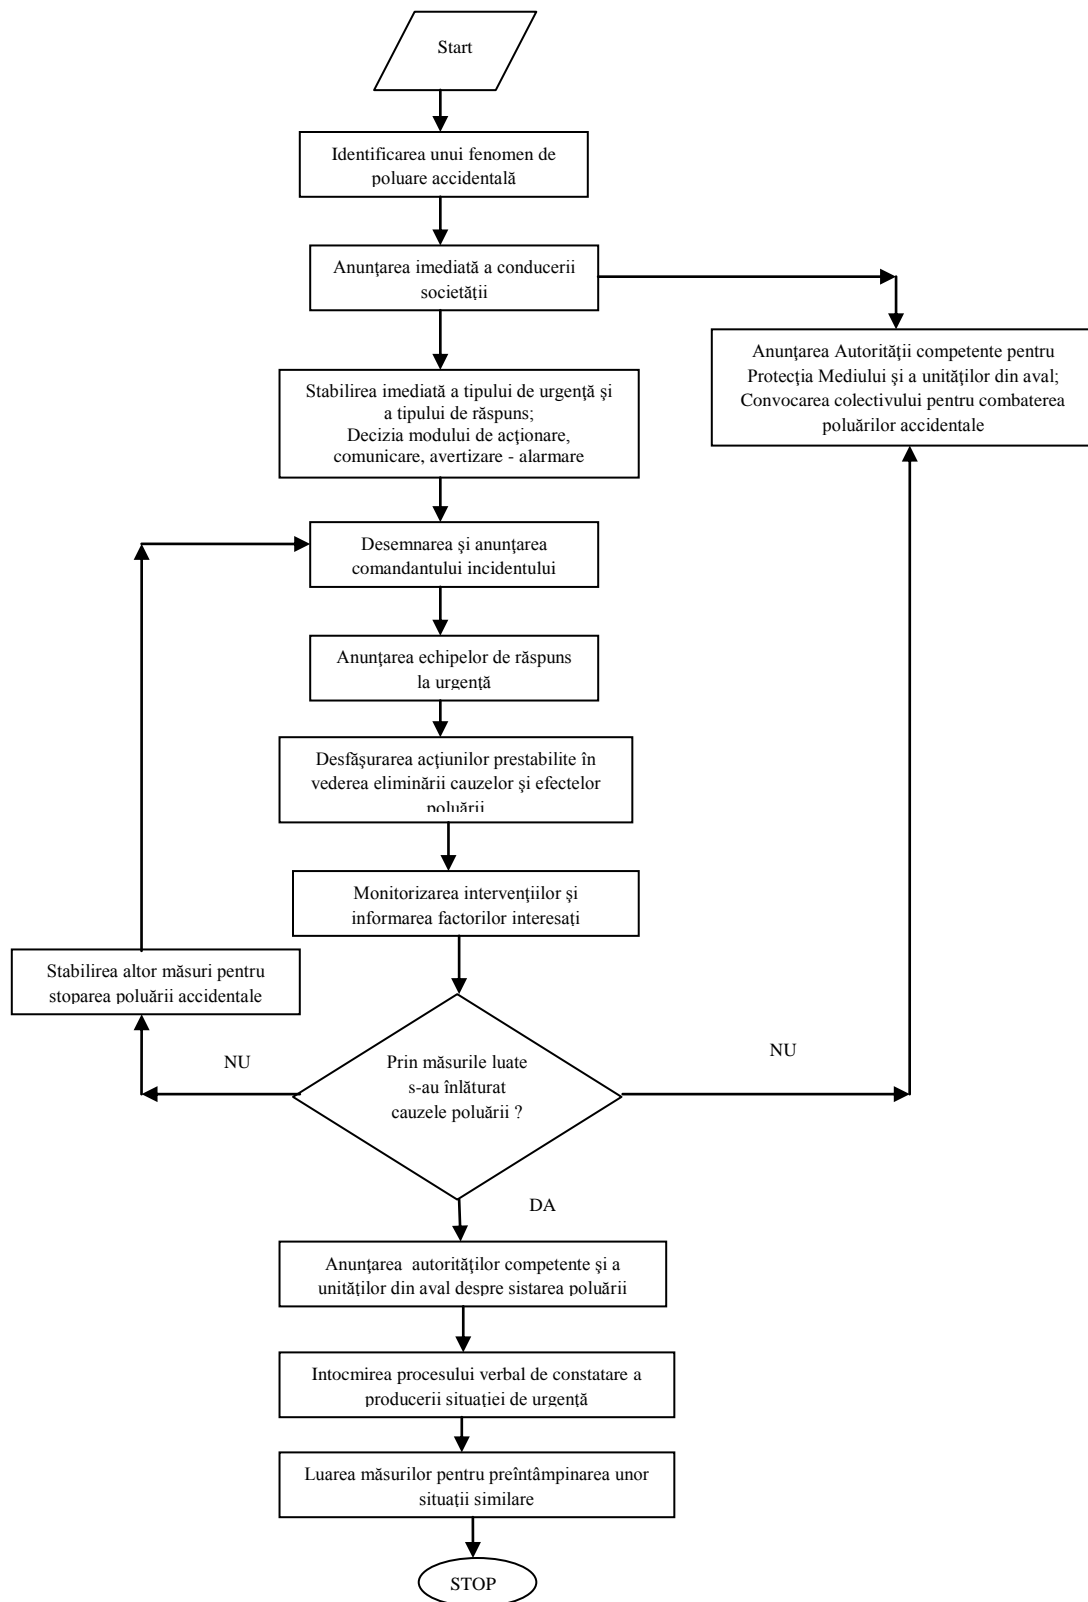 Start
Identificarea unui fenomen de
poluare accidentală
Anunţarea imediată a conducerii
societăţii
Anunţarea Autorităţii competente pentru
Protecţia Mediului şi a unităţilor din aval;
Convocarea colectivului pentru combaterea
poluărilor accidentale
Stabilirea imediată a tipului de urgenţă şi
a tipului de răspuns;
Decizia modului de acţionare,
comunicare, avertizare - alarmare
Desemnarea şi anunţarea
comandantului incidentului
Anunţarea echipelor de răspuns
la urgenţă
Desfăşurarea acţiunilor prestabilite în
vederea eliminării cauzelor şi efectelor
poluării
Monitorizarea intervenţiilor şi
informarea factorilor interesaţi
Stabilirea altor măsuri pentru
stoparea poluării accidentale
NU
Prin măsurile luate
s-au înlăturat
cauzele poluării ?
NU
DA
Anunţarea autorităţilor competente şi a
unităţilor din aval despre sistarea poluării
Intocmirea procesului verbal de constatare a
producerii situaţiei de urgenţă
Luarea măsurilor pentru preîntâmpinarea unor
situaţii similare
STOP